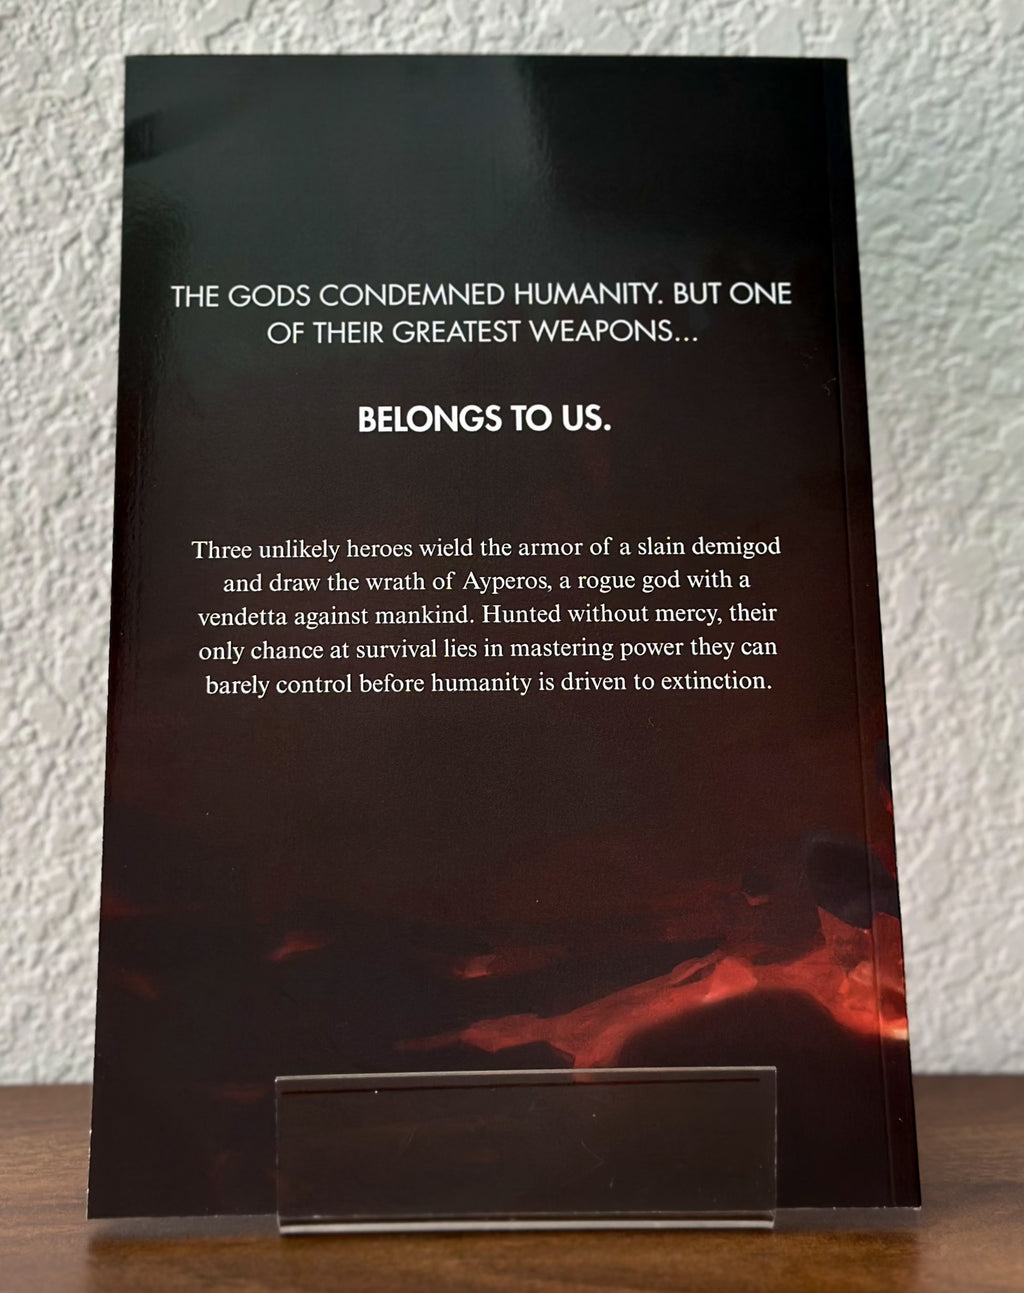 THE GODS CONDEMNED HUMANITY. BUT ONE
OF THEIR GREATEST WEAPONS...
BELONGS TO US.
Three unlikely heroes wield the armor of a slain demigod
and draw the wrath of Ayperos, a rogue god with a
vendetta against mankind. Hunted without mercy, their
only chance at survival lies in mastering power they can
barely control before humanity is driven to extinction.